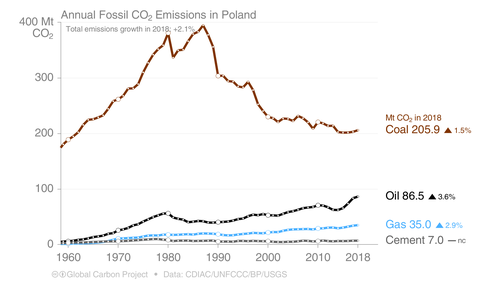 Annual Fossil CO₂ Emissions in Poland
400 Mt
CO₂
Total emissions growth in 2018: +2.1%
300
200
100
0
1960
1970
1980
1990
2000
2010
2018
Mt CO₂ in 2018
Coal 205.9 ▲ 1.5%
Oil 86.5 ▲ 3.6%
Gas 35.0 ▲ 2.9%
Cement 7.0 — nc
Global Carbon Project • Data: CDIAC/UNFCCC/BP/USGS